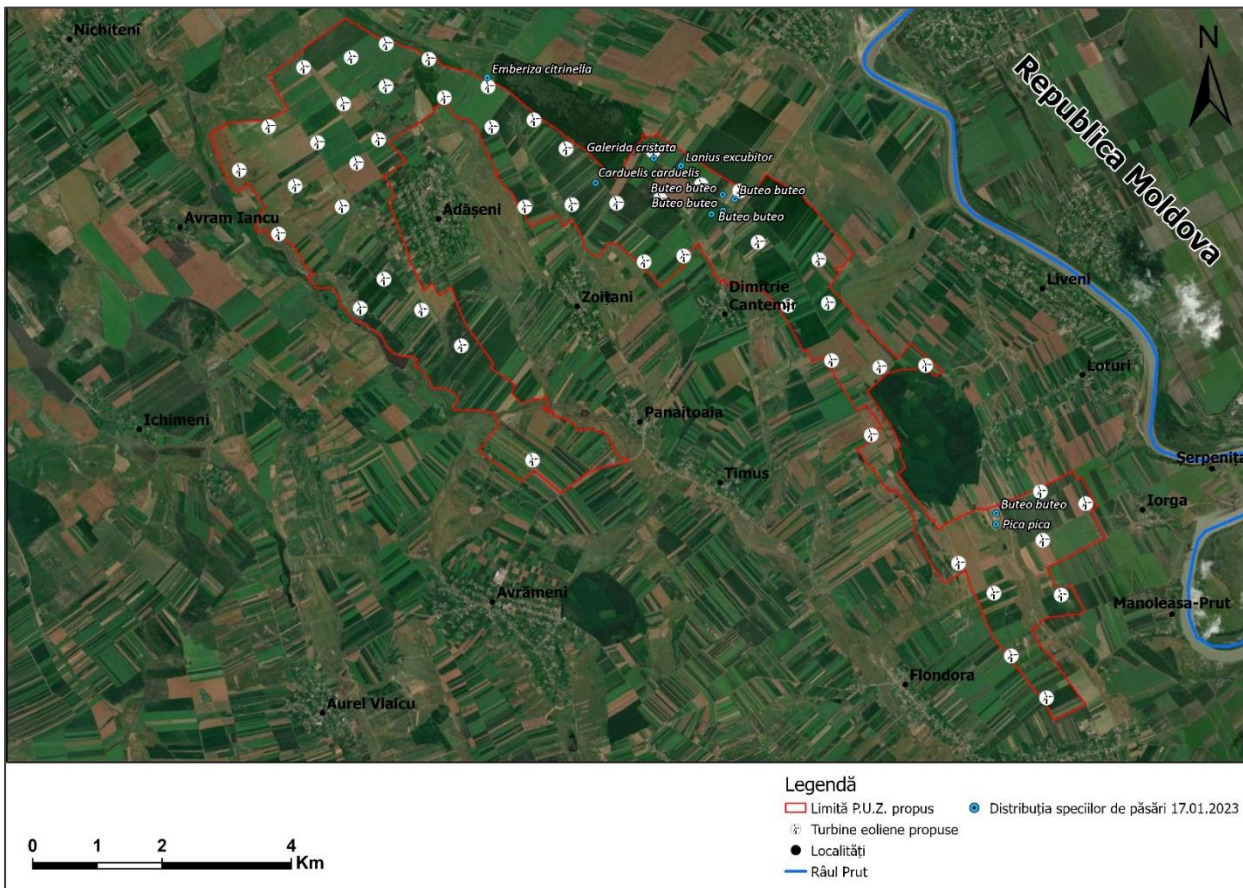 Nichiteni
N
Republica Moldova
Emberiza citrinella
Galerida cristata
Lanius excubitor
Carduelis carduelis
Buteo buteo
Buteo buteo
Buteo buteo
Buteo buteo
Avram Iancu
Adășeni
Zoițani
Dimitrie
Cantemir
Liveni
Loturi
Ichimeni
Panaitoaia
Timuș
Șerpenița
Iorga
Buteo buteo
Pica pica
Avrămeni
Manoleasa-Prut
Flondora
Aurel Vlaicu
Legendă
Limită P.U.Z. propus
Distribuția speciilor de păsări 17.01.2023
Turbine eoliene propuse
Localități
Râul Prut
0 1 2 4
Km